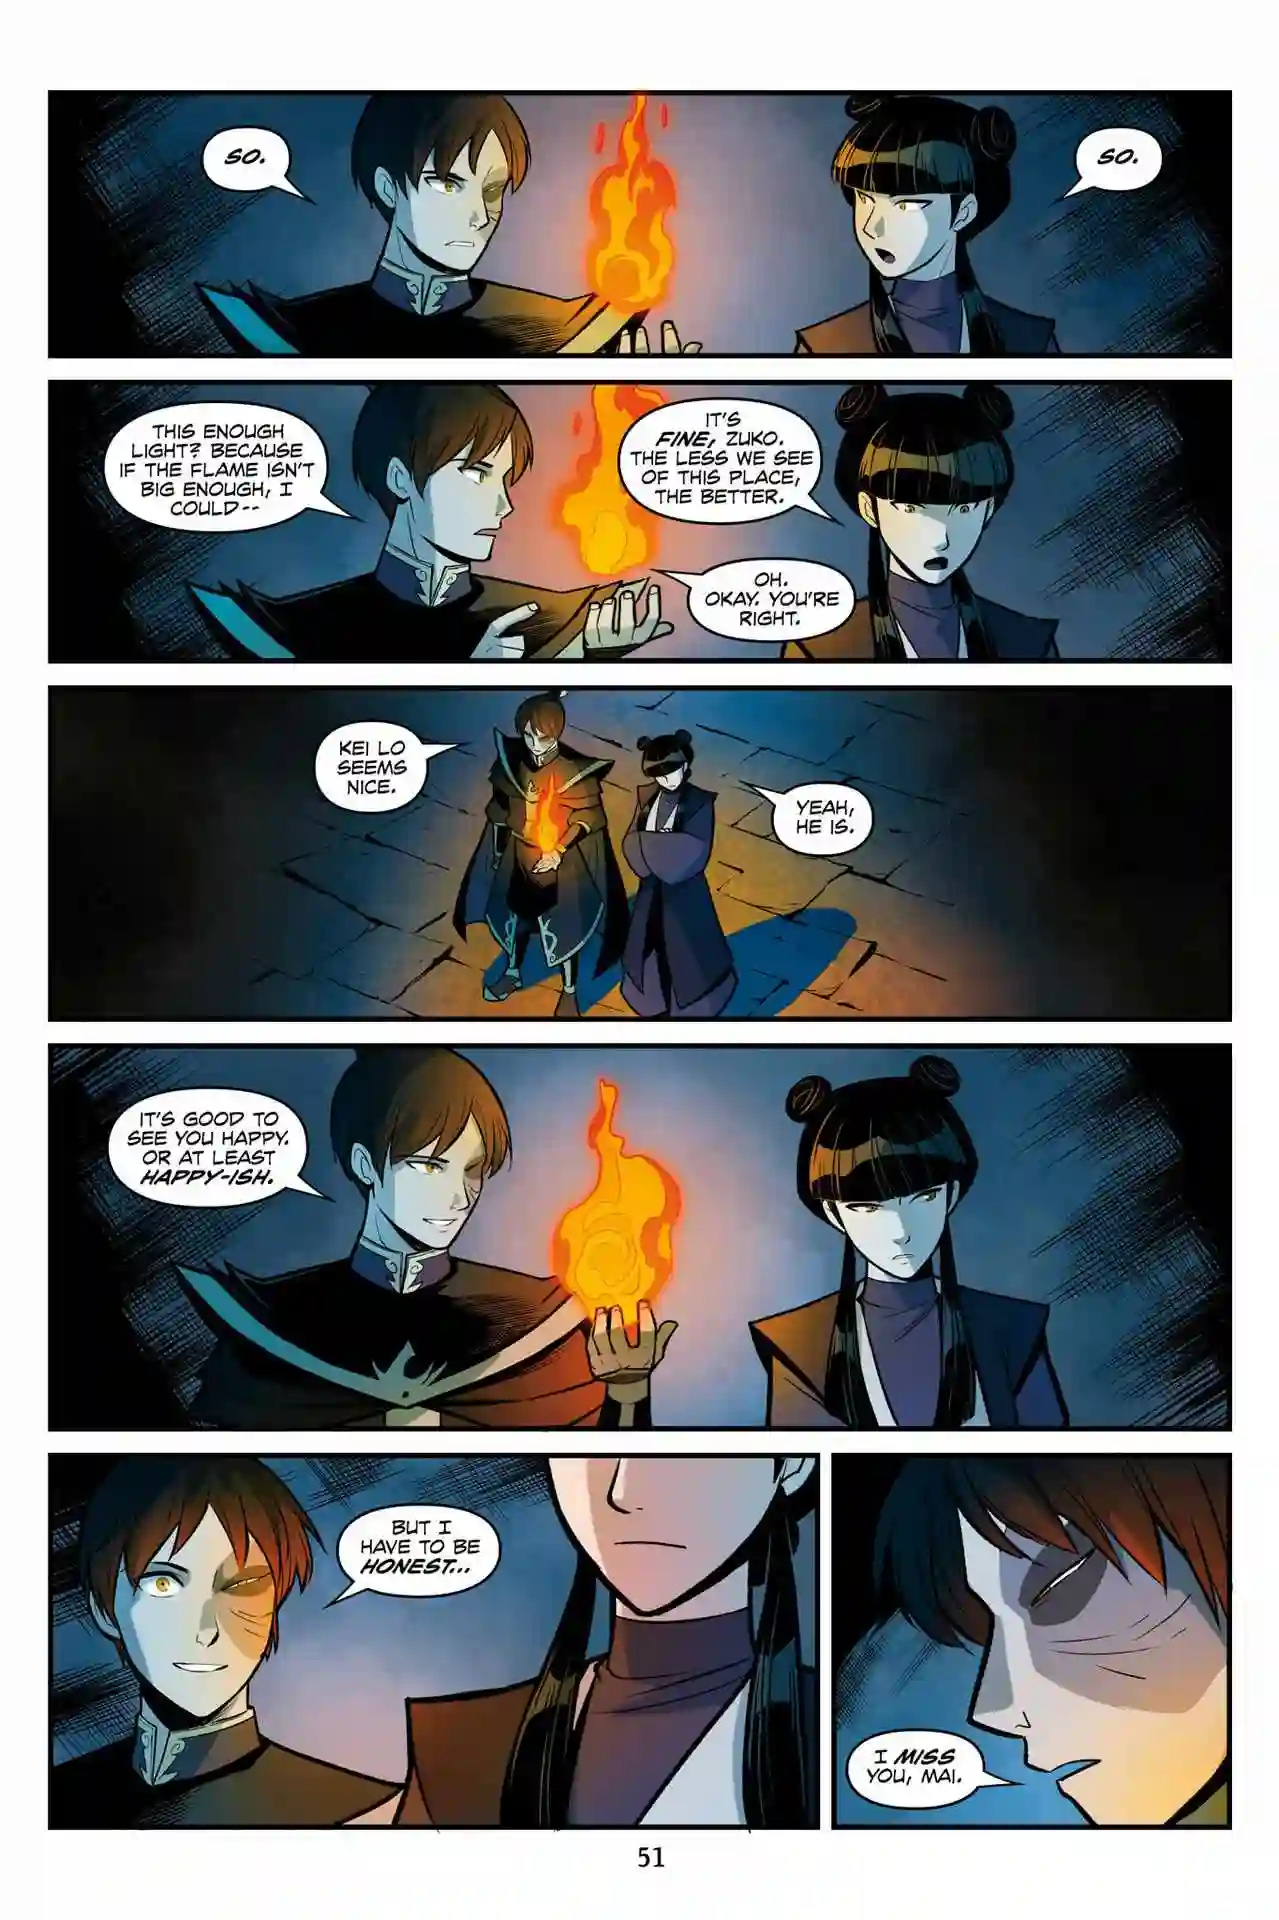 SO.
SO.
THIS ENOUGH
LIGHT? BECAUSE
IF THE FLAME ISN'T
BIG ENOUGH, I
COULD--
IT'S
FINE, ZUKO.
THE LESS WE SEE
OF THIS PLACE,
THE BETTER.
OH.
OKAY. YOU'RE
RIGHT.
KEI LO
SEEMS
NICE.
YEAH,
HE IS.
IT'S GOOD TO
SEE YOU HAPPY.
OR AT LEAST
HAPPY-ISH.
BUT I
HAVE TO BE
HONEST...
I MISS
YOU, MAI.
51